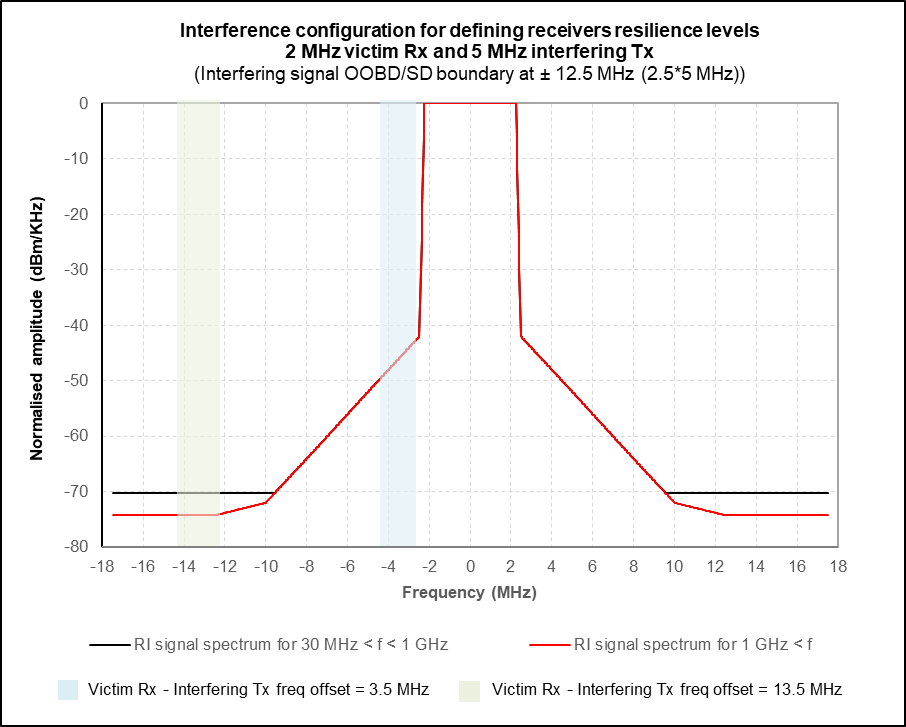 Interference configuration for defining receivers resilience levels
2 MHz victim Rx and 5 MHz interfering Tx
(Interfering signal OOBD/SD boundary at ± 12.5 MHz (2.5*5 MHz))
Normalised amplitude (dBm/KHz)
0
-10
-20
-30
-40
-50
-60
-70
-80
-18 -16 -14 -12 -10 -8 -6 -4 -2 0 2 4 6 8 10 12 14 16 18
Frequency (MHz)
RI signal spectrum for 30 MHz < f < 1 GHz RI signal spectrum for 1 GHz < f
Victim Rx - Interfering Tx freq offset = 3.5 MHz Victim Rx - Interfering Tx freq offset = 13.5 MHz